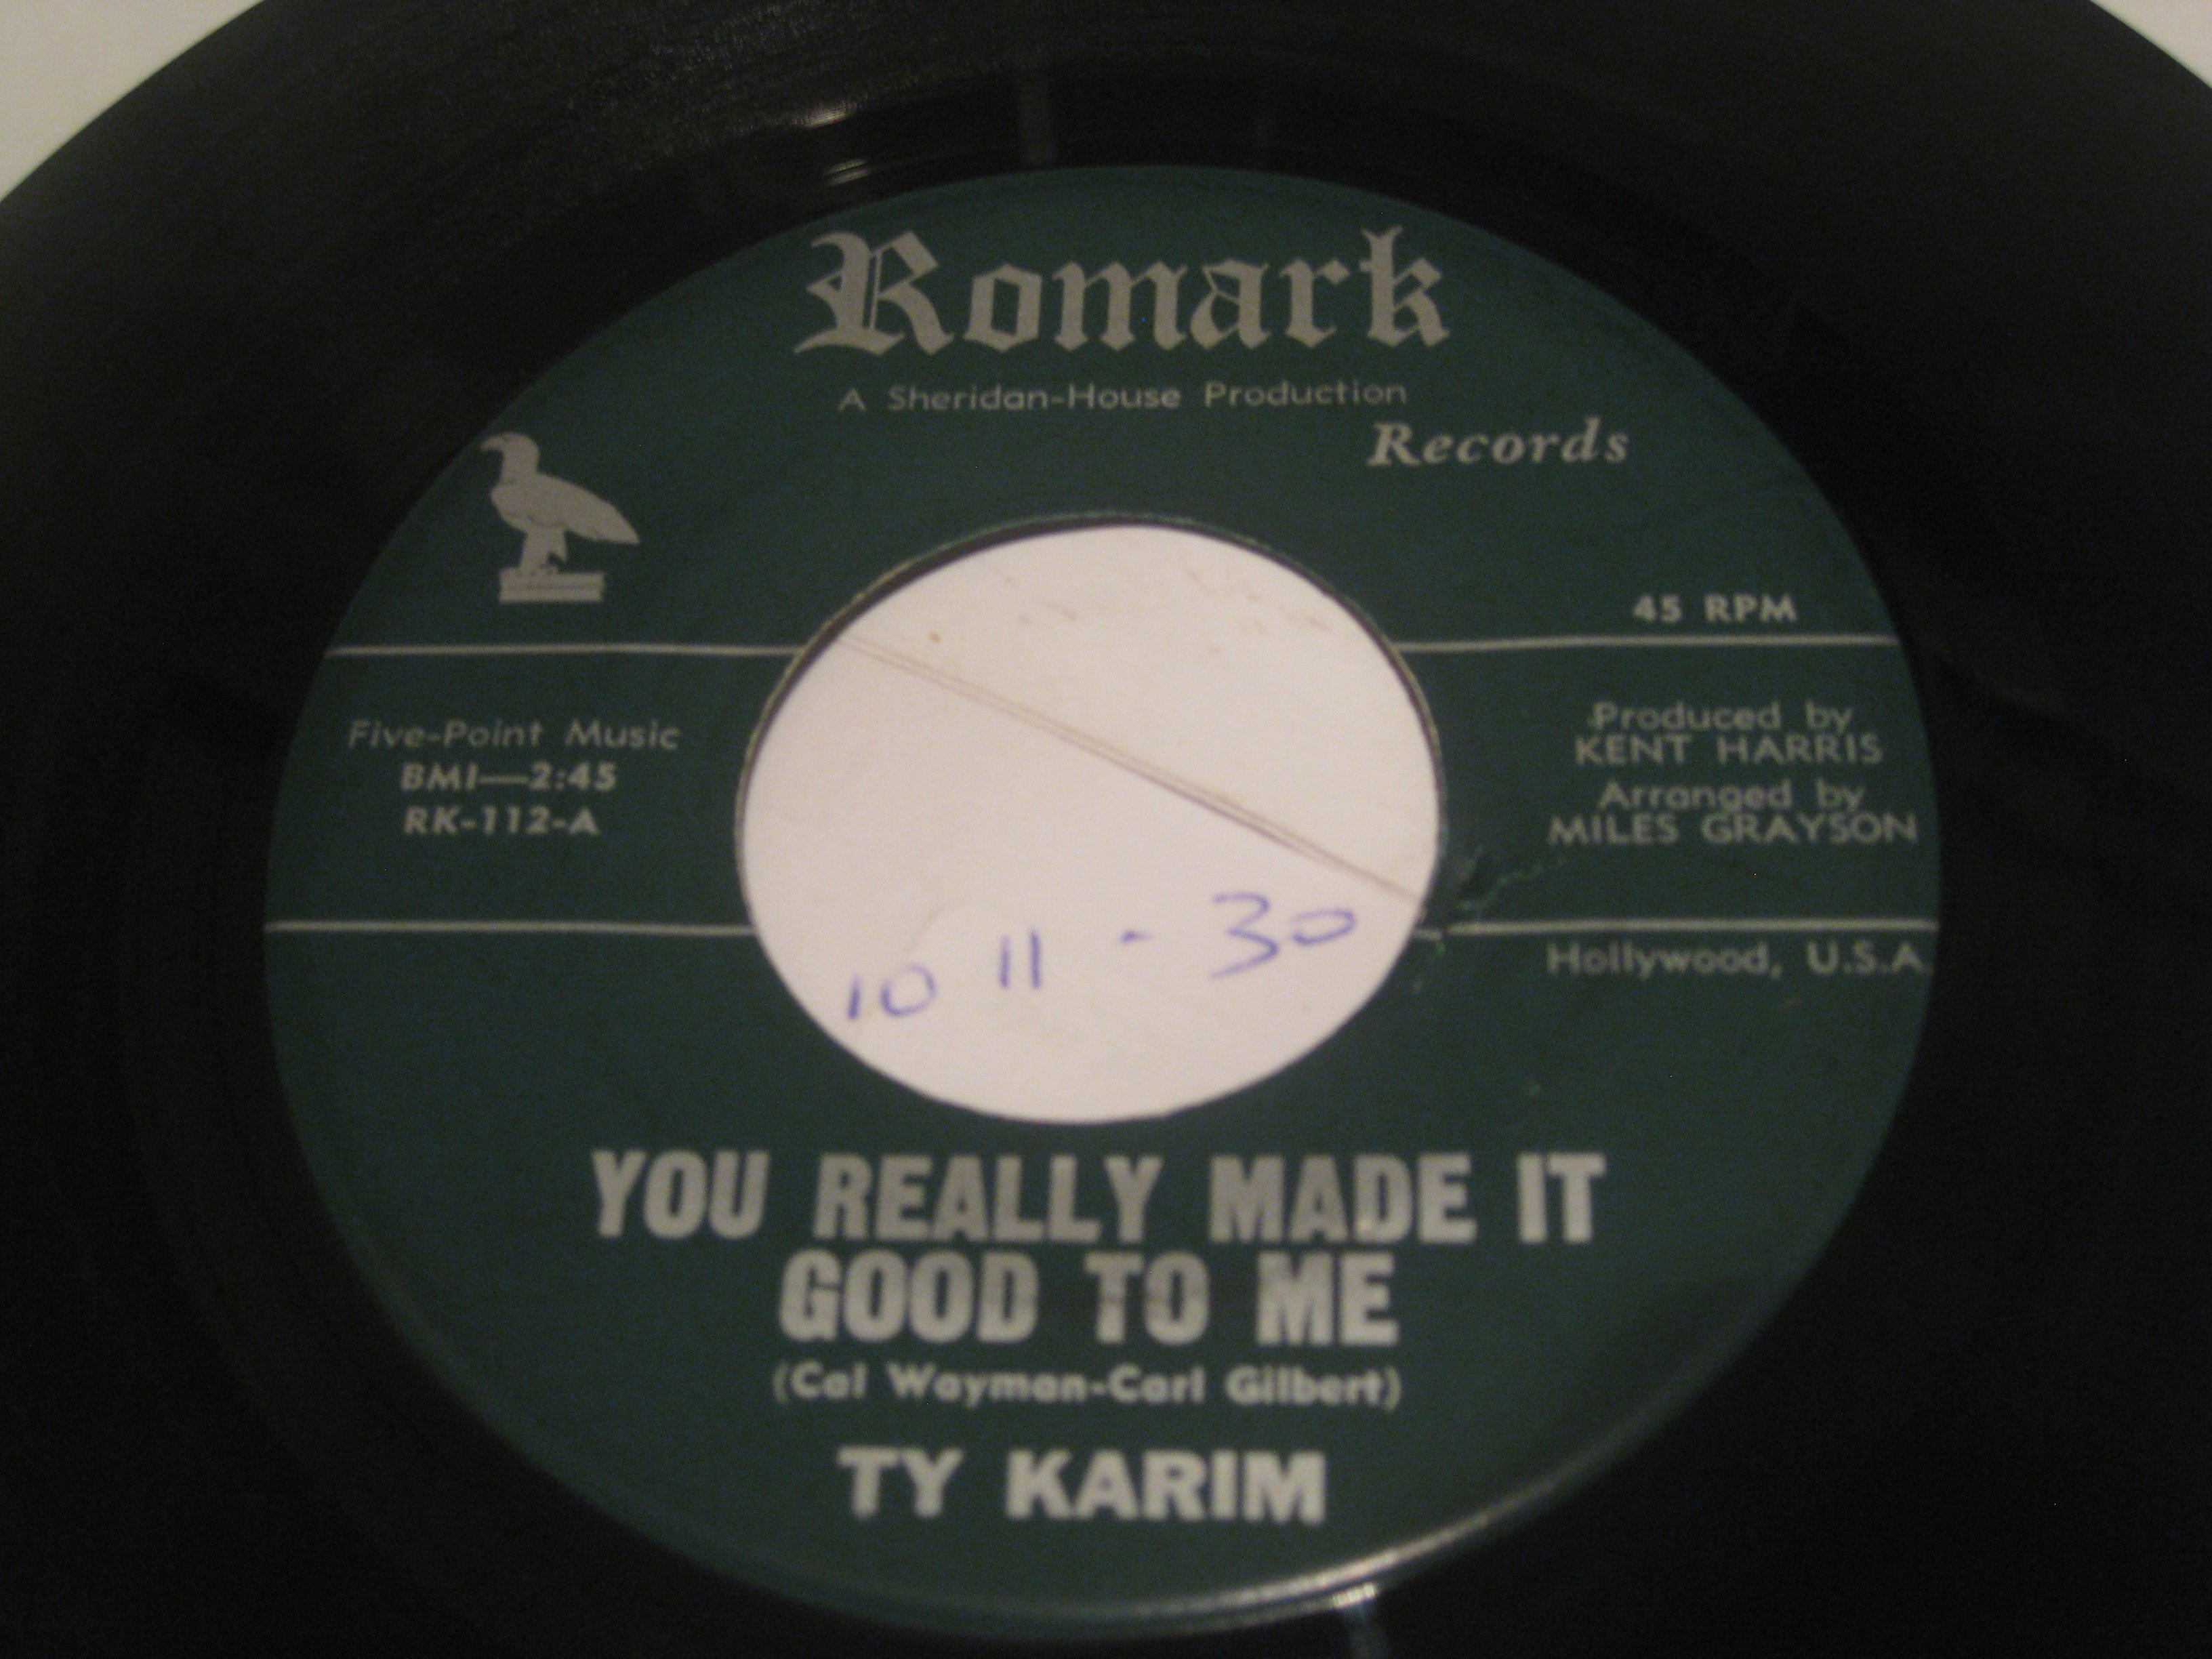 Romark
A Sheridan-House Production
Records
45 RPM
Five-Point Music
BMI—2:45
RK-112-A
Produced by
KENT HARRIS
Arranged by
MILES GRAYSON
Hollywood, U.S.A.
10 11 - 30
YOU REALLY MADE IT
GOOD TO ME
(Cal Wayman-Carl Gilbert)
TY KARIM